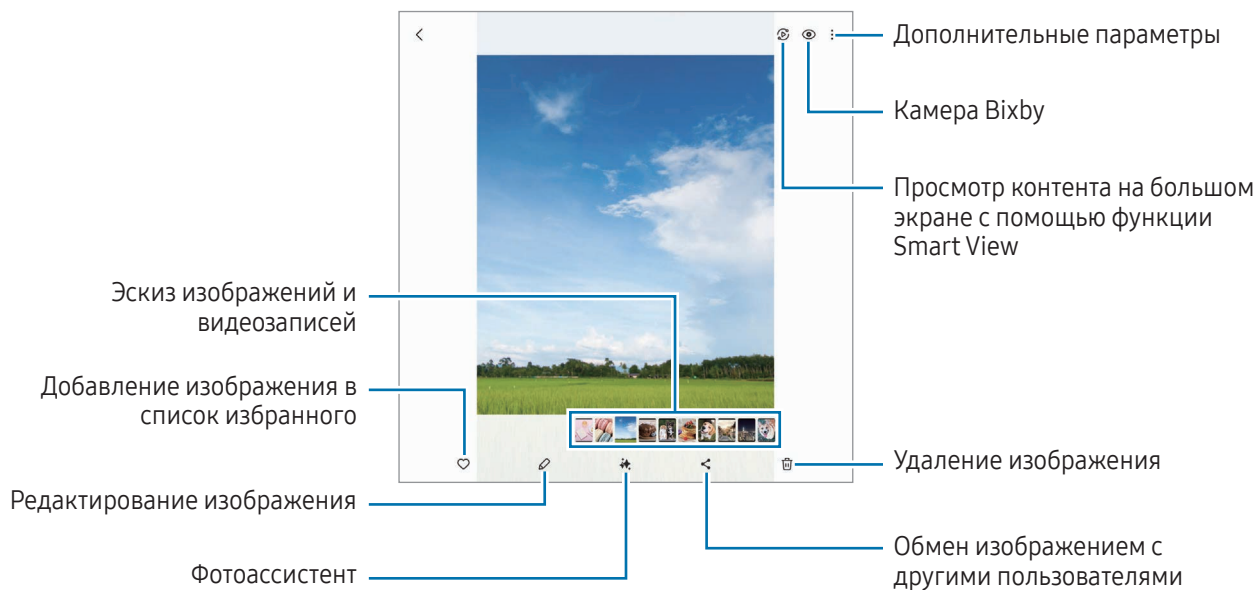 Дополнительные параметры
Камера Bixby
Просмотр контента на большом
экране с помощью функции
Smart View
Эскиз изображений и
видеозаписей
Добавление изображения в
список избранного
Удаление изображения
Редактирование изображения
Обмен изображением с
другими пользователями
Фотоассистент